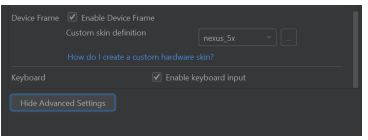 Device Frame Enable Device Frame
Custom skin definition nexus_5x ...
How do I create a custom hardware skin?
Keyboard Enable keyboard input
Hide Advanced Settings